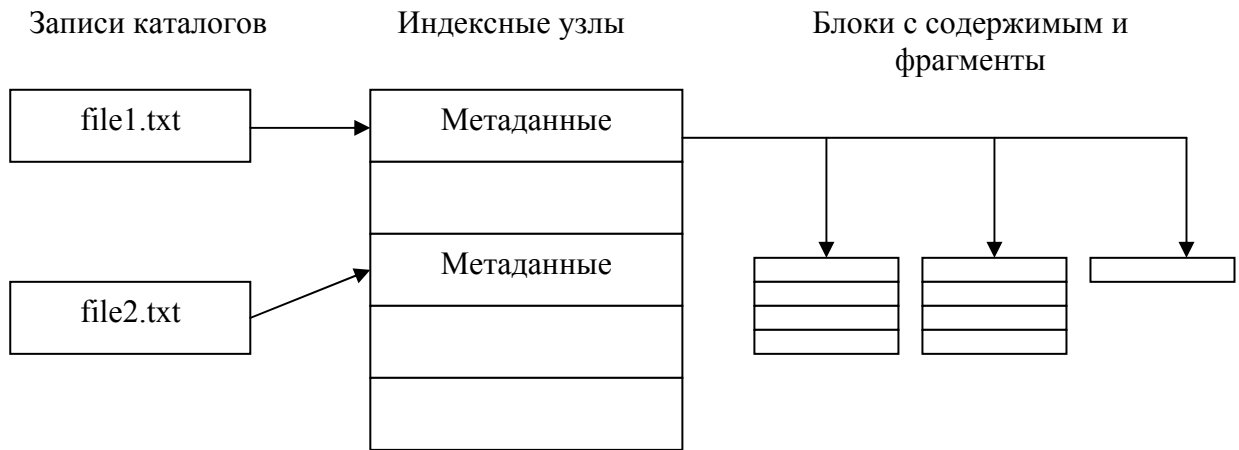 Записи каталогов
Индексные узлы
Блоки с содержимым и
фрагменты
file1.txt
Метаданные
Метаданные
file2.txt